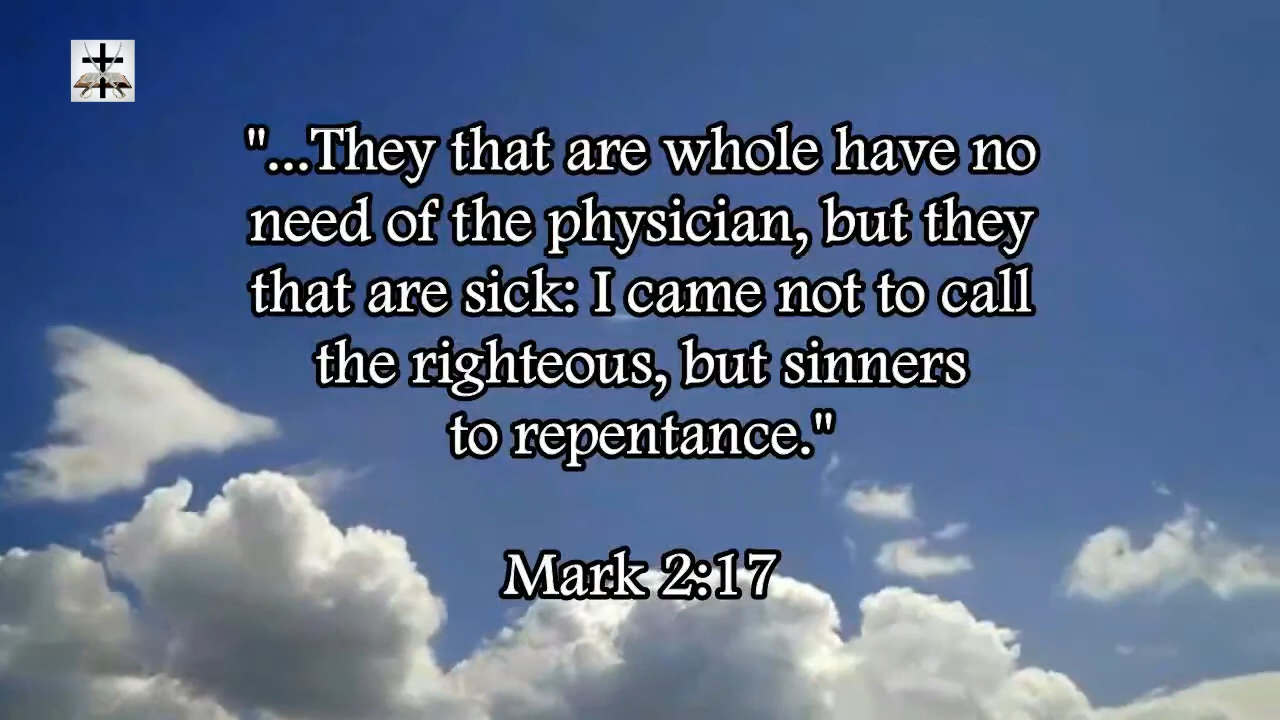 "...They that are whole have no
need of the physician, but they
that are sick: I came not to call
the righteous, but sinners
to repentance."
Mark 2:17